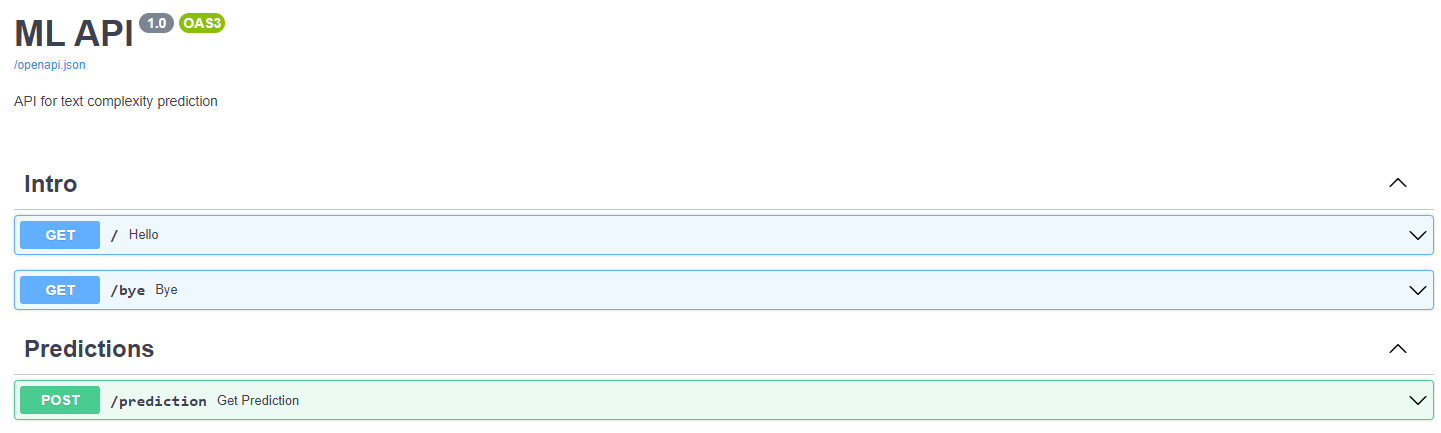 ML API 1.0 OAS3
/openapi.json
API for text complexity prediction
Intro
GET / Hello
GET /bye Bye
Predictions
POST /prediction Get Prediction